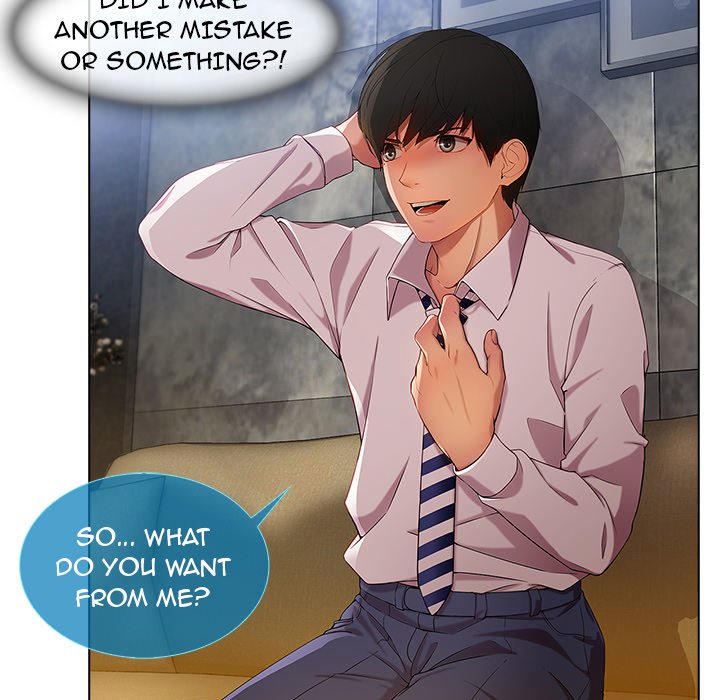 DID I MAKE
ANOTHER MISTAKE
OR SOMETHING?!
SO... WHAT
DO YOU WANT
FROM ME?